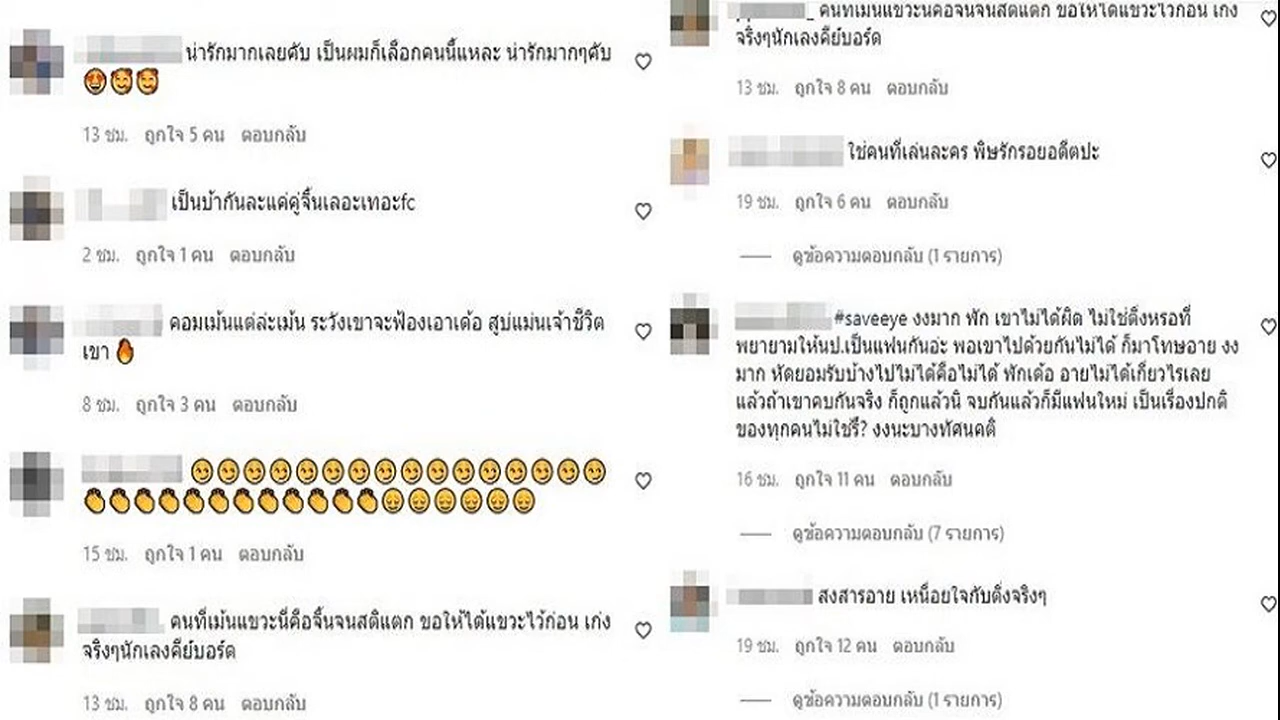 น่ารักมากเลยคับ เป็นผมก็เลือกคนนี้แหละ น่ารักมากๆคับ
😍🥰🥰
13 ชม. ถูกใจ 5 คน ตอบกลับ
เป็นบ้ากันละแค่คู่จิ้นเลอะเทอะfc
2 ชม. ถูกใจ 1 คน ตอบกลับ
คอมเม้นแต่ล่ะเม้น ระวังเขาจะฟ้องเอาเด้อ สูบ่แม่นเจ้าชีวิต
เขา 🔥
8 ชม. ถูกใจ 3 คน ตอบกลับ
15 ชม. ถูกใจ 1 คน ตอบกลับ
คนที่เม้นแขวะนี่คือจิ้นจนสติแตก ขอให้ได้แขวะไว้ก่อน เก่ง
จริงๆนักเลงคีย์บอร์ด
13 ชม. ถูกใจ 8 คน ตอบกลับ
คนที่เม้นแขวะนี่คือจิ้นจนสติแตก ขอให้ได้แขวะไว้ก่อน เก่ง
จริงๆนักเลงคีย์บอร์ด
13 ชม. ถูกใจ 8 คน ตอบกลับ
ใช่คนที่เล่นละคร พิษรักรอยอดีตปะ
19 ชม. ถูกใจ 6 คน ตอบกลับ
ดูข้อความตอบกลับ (1 รายการ)
#saveeye งงมาก พัก เขาไม่ได้ผิด ไม่ใช่ติ่งหรอที่
พยายามให้นป.เป็นแฟนกันอ่ะ พอเขาไปด้วยกันไม่ได้ ก็มาโทษอาย งง
มาก หัดยอมรับบ้างไปไม่ได้คือไม่ได้ พักเด้อ อายไม่ได้เกี่ยวไรเลย
แล้วถ้าเขาคบกันจริง ก็ถูกแล้วนิ จบกันแล้วก็มีแฟนใหม่ เป็นเรื่องปกติ
ของทุกคนไม่ใช่รึ? งงนะบางทัศนคติ
16 ชม. ถูกใจ 11 คน ตอบกลับ
ดูข้อความตอบกลับ (7 รายการ)
สงสารอาย เหนื่อยใจกับติ่งจริงๆ
19 ชม. ถูกใจ 12 คน ตอบกลับ
ดูข้อความตอบกลับ (1 รายการ)